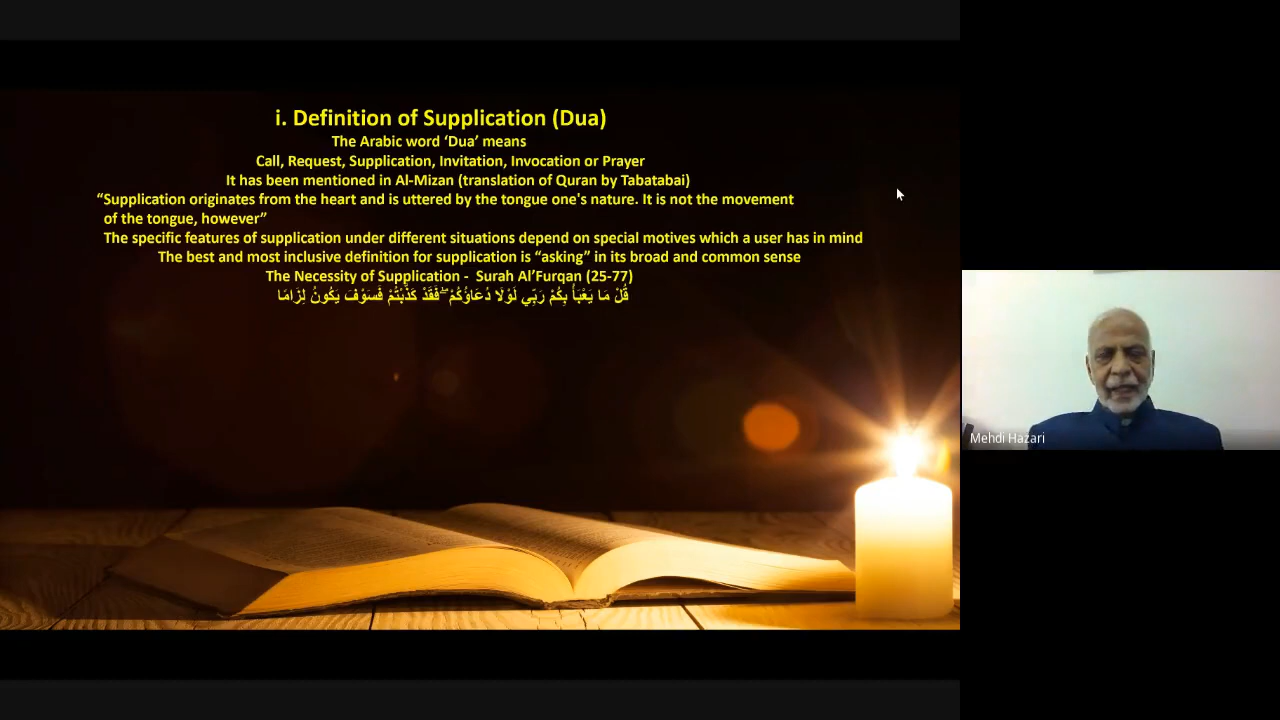 i. Definition of Supplication (Dua)
The Arabic word ‘Dua’ means
Call, Request, Supplication, Invitation, Invocation or Prayer
It has been mentioned in Al-Mizan (translation of Quran by Tabatabai)
“Supplication originates from the heart and is uttered by the tongue one's nature. It is not the movement
of the tongue, however”
The specific features of supplication under different situations depend on special motives which a user has in mind
The best and most inclusive definition for supplication is “asking” in its broad and common sense
The Necessity of Supplication - Surah Al’Furqan (25-77)
قُلْ مَا يَعْبَأُ بِكُمْ رَبِّي لَوْلَا دُعَاؤُكُمْ ۖ فَقَدْ كَذَّبْتُمْ فَسَوْفَ يَكُونُ لِزَامًا
Mehdi Hazari